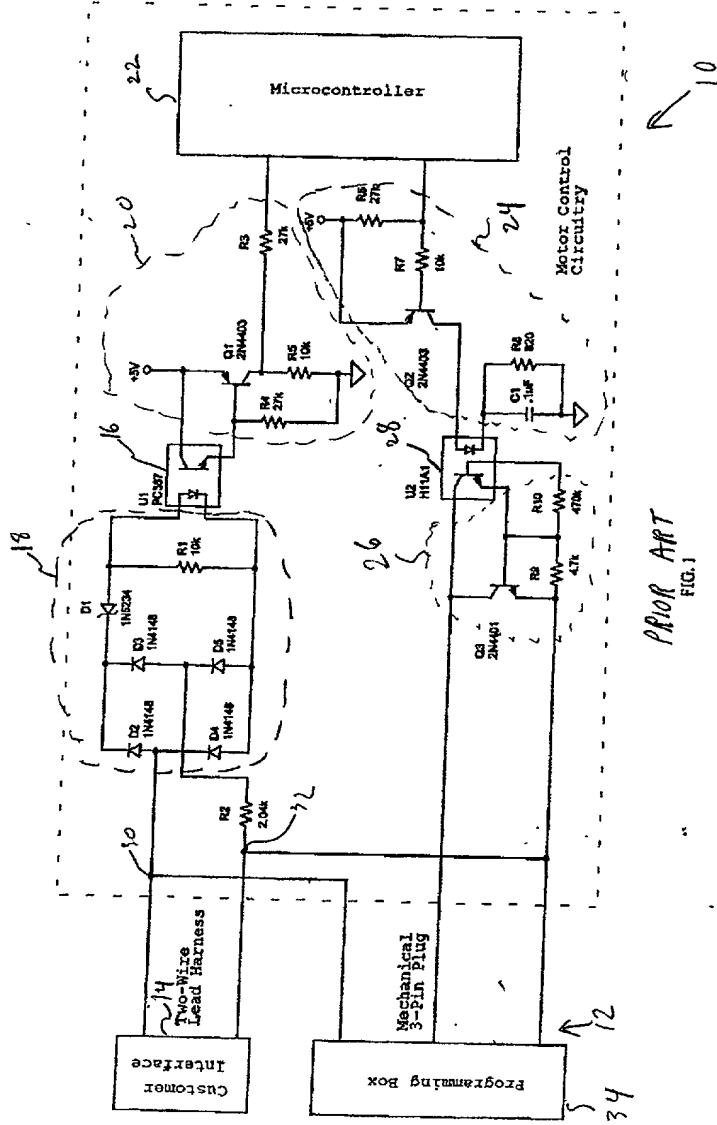 Customer
Interface
14
Two-Wire
Lead Harness
30
32
R2
2.04k
18
D1
1N5234
D2
1N4148
D3
1N4148
D4
1N4148
D5
1N4148
R1
10k
16
U1
20
+5V
Q1
2N4403
R4
27k
R5
10k
R3
27k
22
Microcontroller
+5V
27k
R7
10k
Q2
2N4403
24
Motor Control
Circuitry
C1
.1uF
820
28
U2
H11A1
26
Q3
2N4401
R9
4.7k
R10
470k
Mechanical
3-Pin Plug
Programming Box
12
34
10
PRIOR ART
FIG. 1